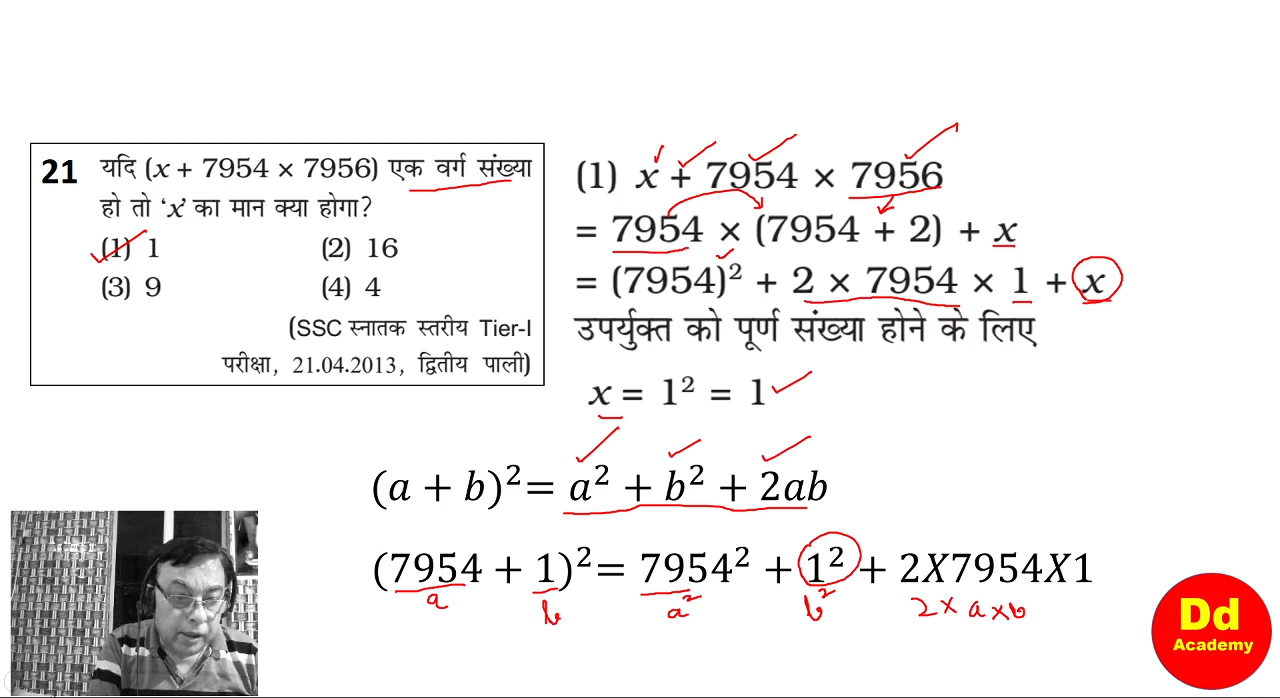 21 यदि (x + 7954 × 7956) एक वर्ग संख्या
हो तो ‘x’ का मान क्या होगा?
(1) 1 (2) 16
(3) 9 (4) 4
(SSC स्नातक स्तरीय Tier-I
परीक्षा, 21.04.2013, द्वितीय पाली)
(1) x + 7954 × 7956
= 7954 × (7954 + 2) + x
= (7954)² + 2 × 7954 × 1 + x
उपर्युक्त को पूर्ण संख्या होने के लिए
x = 1² = 1
(a + b)² = a² + b² + 2ab
(7954 + 1)² = 7954² + 1² + 2X7954X1
a b a² b² 2 × a × b
Dd
Academy